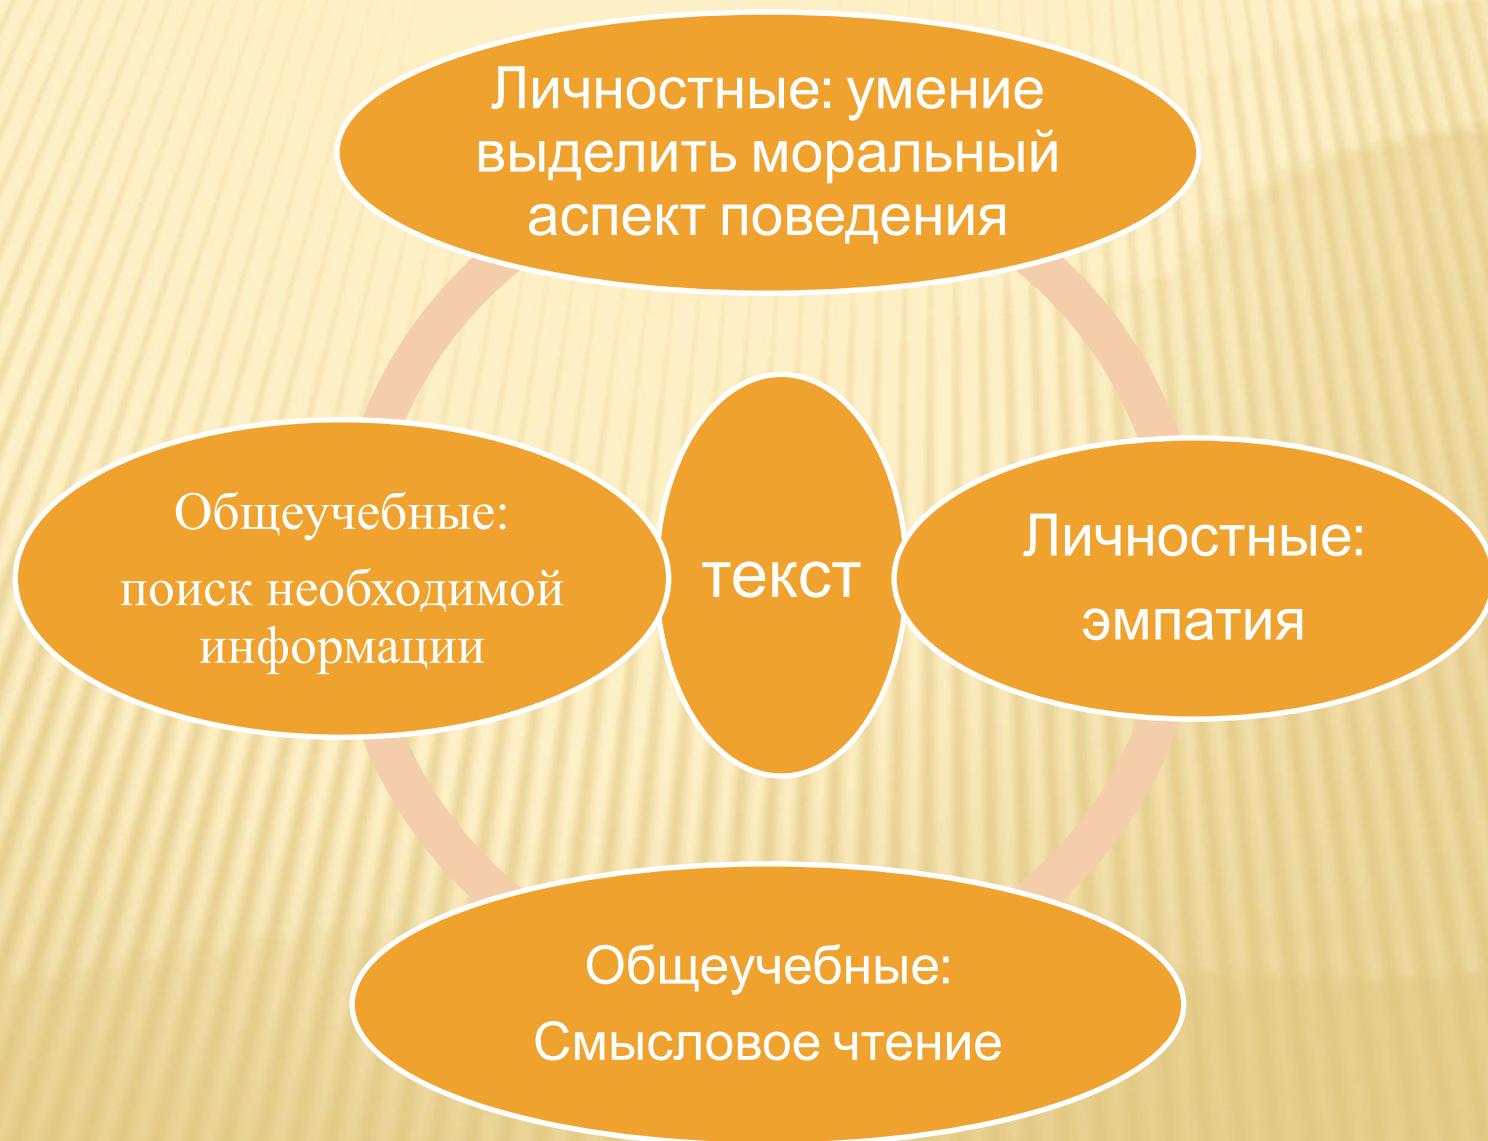 Личностные: умение
выделить моральный
аспект поведения
Общеучебные:
поиск необходимой
информации
текст
Личностные:
эмпатия
Общеучебные:
Смысловое чтение